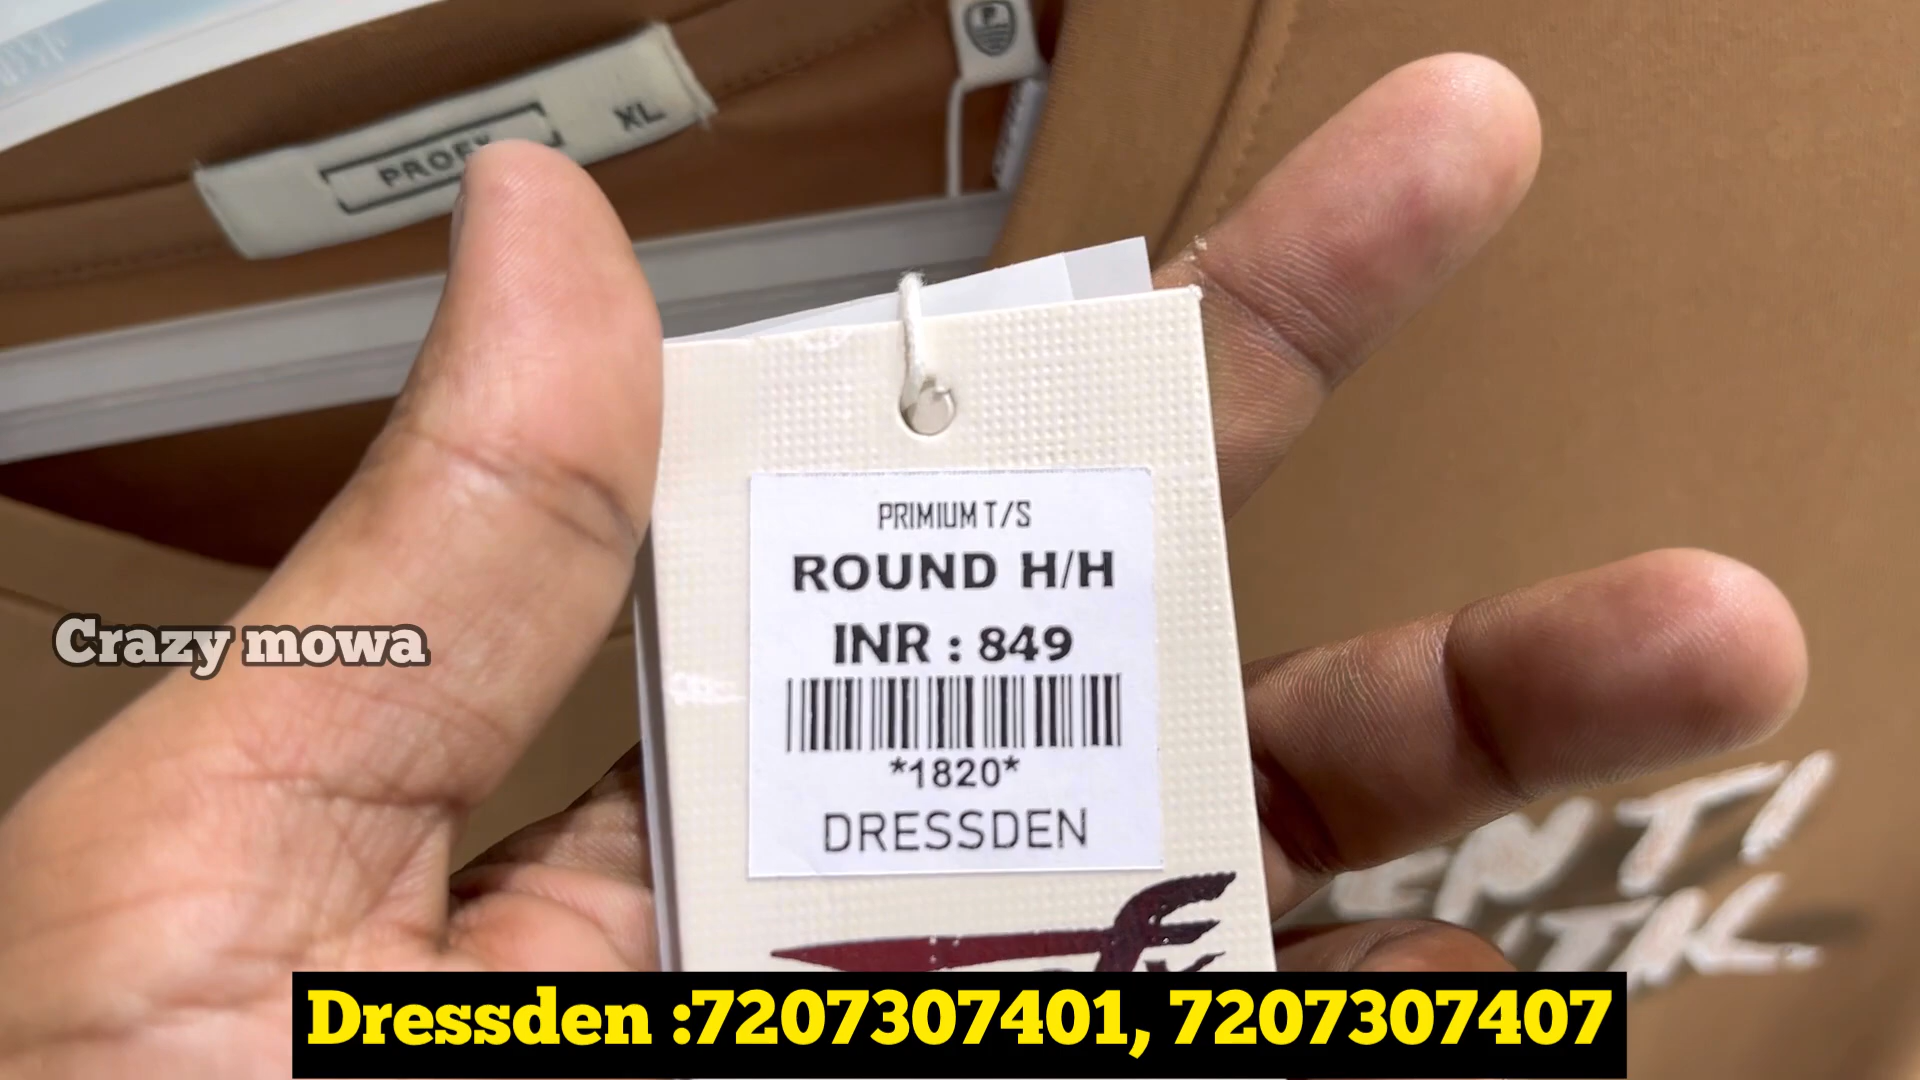 XL
P
PRIMIUM T/S
ROUND H/H
INR : 849
*1820*
DRESSDEN
Crazy mowa
Dressden :7207307401, 7207307407